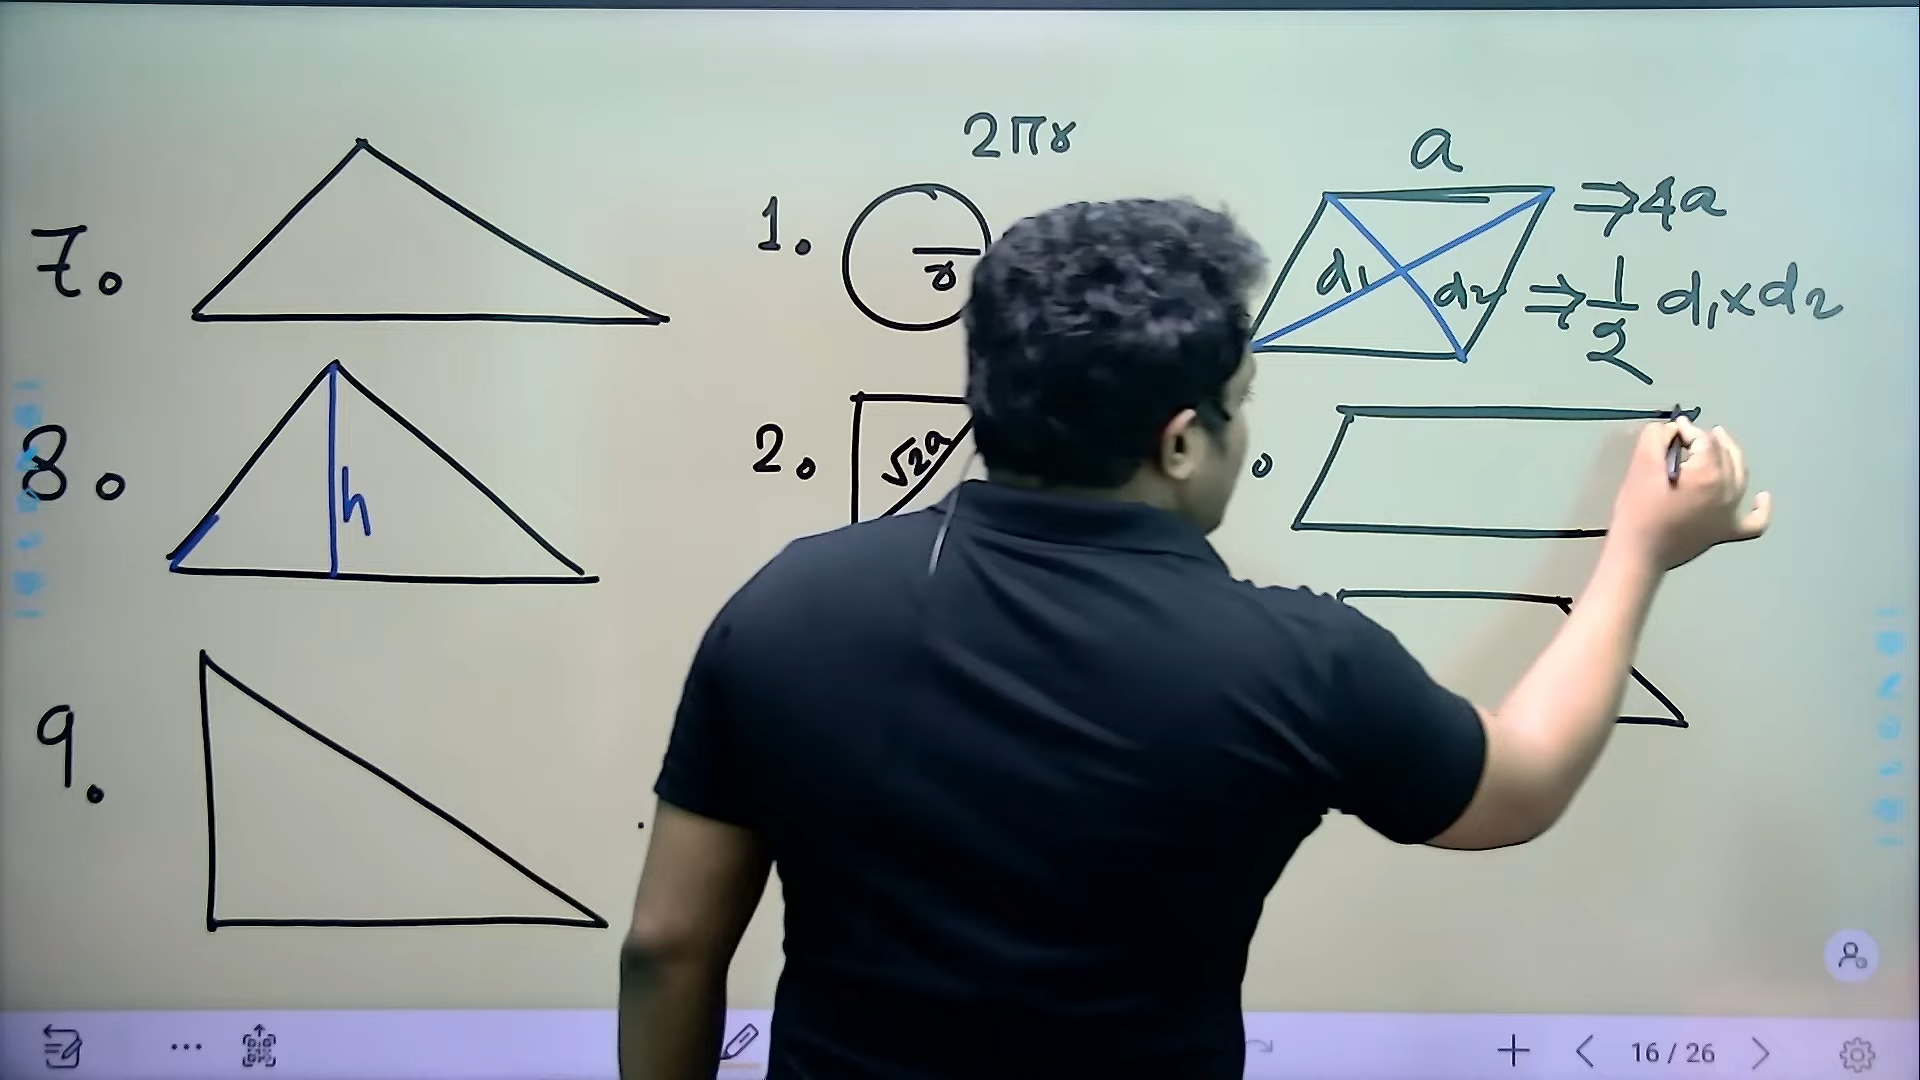 2πr
a
⇒4a
1.
r
7.
d1
d2
⇒1/2 d1×d2
2.
√2a
8.
h
9.
16 / 26